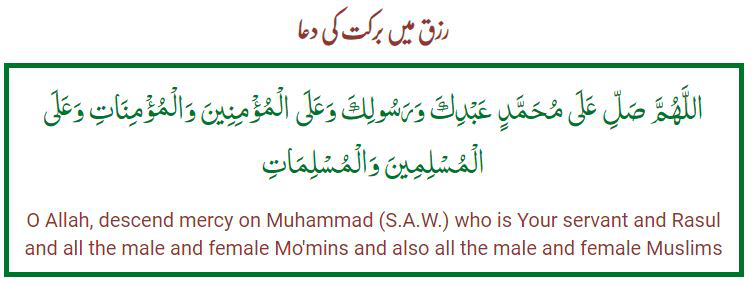 رزق میں برکت کی دعا
اللَّهُمَّ صَلِّ عَلَى مُحَمَّدٍ عَبْدِكَ وَرَسُولِكَ وَعَلَى الْمُؤْمِنِينَ وَالْمُؤْمِنَاتِ وَعَلَى
الْمُسْلِمِينَ وَالْمُسْلِمَاتِ
O Allah, descend mercy on Muhammad (S.A.W.) who is Your servant and Rasul
and all the male and female Mo'mins and also all the male and female Muslims